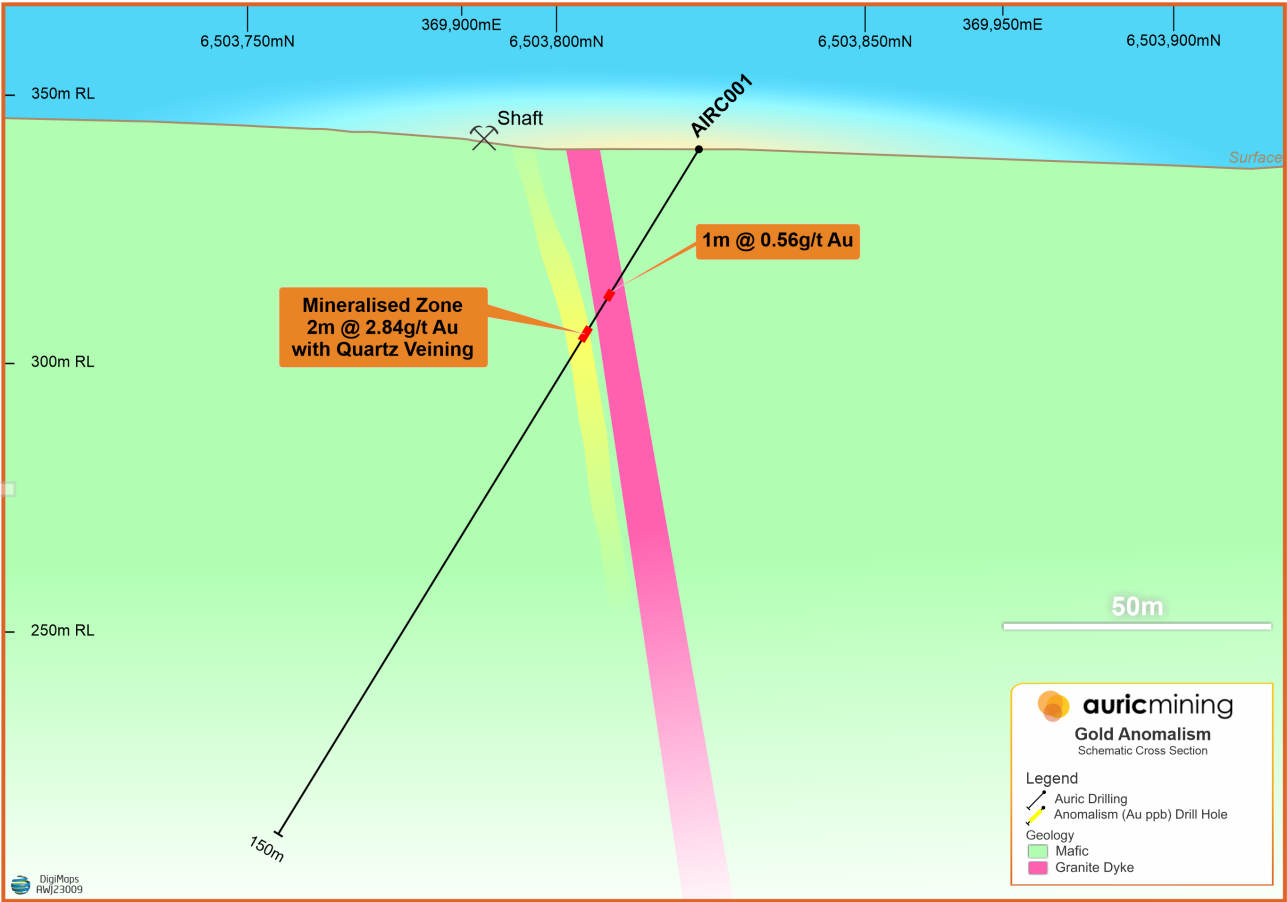 369,900mE
369,950mE
6,503,750mN
6,503,800mN
6,503,850mN
6,503,900mN
350m RL
Shaft
AIRC001
Surface
1m @ 0.56g/t Au
Mineralised Zone
2m @ 2.84g/t Au
with Quartz Veining
300m RL
250m RL
50m
auricmining
Gold Anomalism
Schematic Cross Section
Legend
Auric Drilling
Anomalism (Au ppb) Drill Hole
Geology
Mafic
Granite Dyke
150m
DigiMaps
AWJ23009